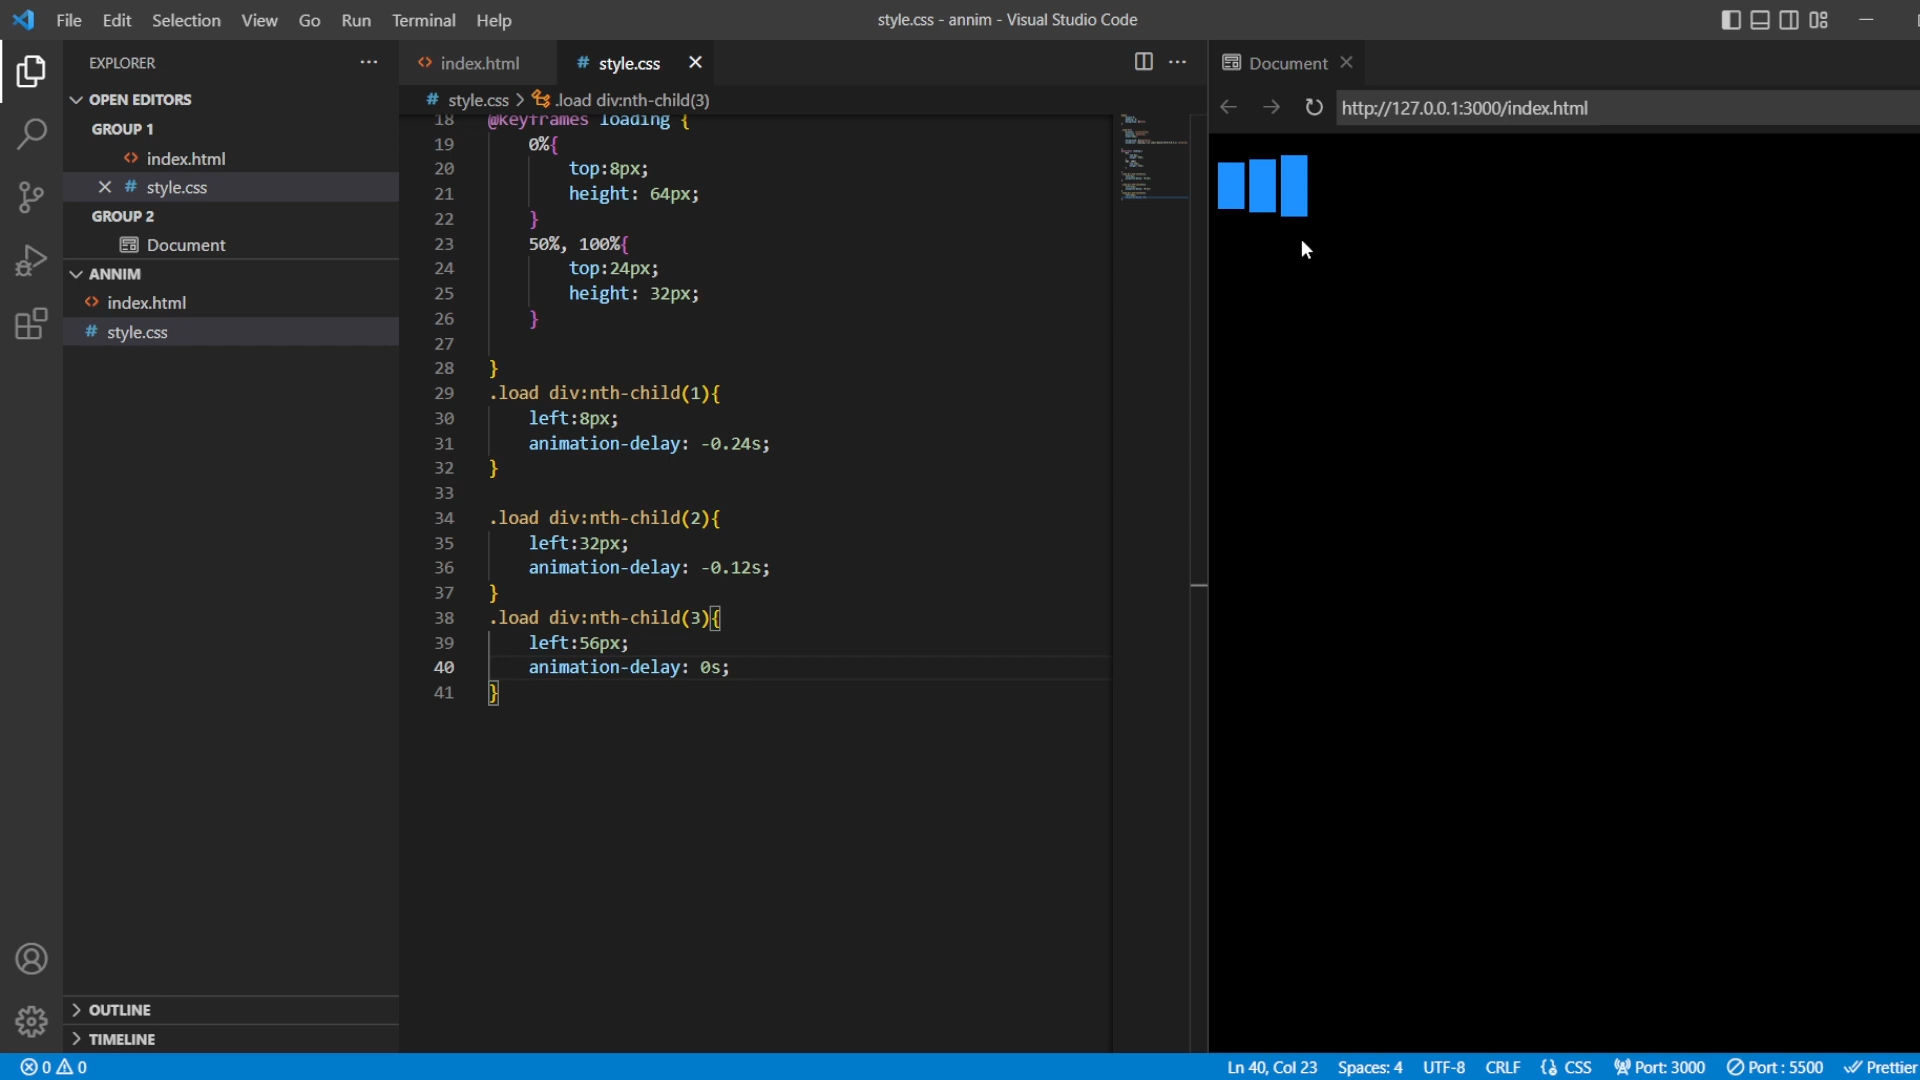 File Edit Selection View Go Run Terminal Help
style.css - annim - Visual Studio Code
EXPLORER
OPEN EDITORS
GROUP 1
index.html
style.css
GROUP 2
Document
ANNIM
index.html
style.css
OUTLINE
TIMELINE
index.html
# style.css
# style.css > .load div:nth-child(3)
18 @keyframes loading {
19 0%{
20 top:8px;
21 height: 64px;
22 }
23 50%, 100%{
24 top:24px;
25 height: 32px;
26 }
27
28 }
29 .load div:nth-child(1){
30 left:8px;
31 animation-delay: -0.24s;
32 }
33
34 .load div:nth-child(2){
35 left:32px;
36 animation-delay: -0.12s;
37 }
38 .load div:nth-child(3){
39 left:56px;
40 animation-delay: 0s;
41 }
Document
http://127.0.0.1:3000/index.html
0 0
Ln 40, Col 23 Spaces: 4 UTF-8 CRLF {} CSS Port: 3000 Port : 5500 Prettier